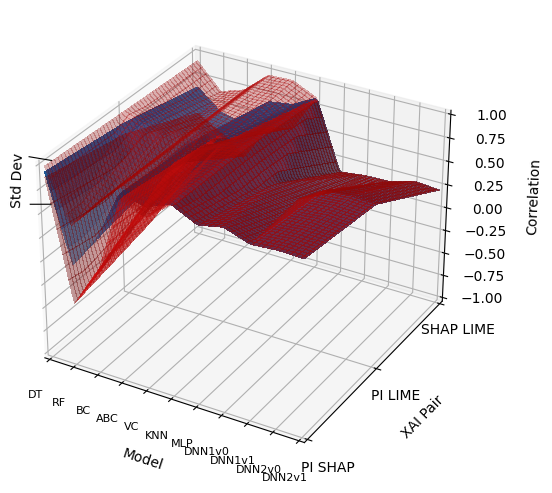 Std Dev
1.00
0.75
0.50
0.25
0.00
−0.25
−0.50
−0.75
−1.00
Correlation
SHAP LIME
PI LIME
PI SHAP
XAI Pair
DT
RF
BC
ABC
VC
KNN
MLP
DNN1v0
DNN1v1
DNN2v0
DNN2v1
Model